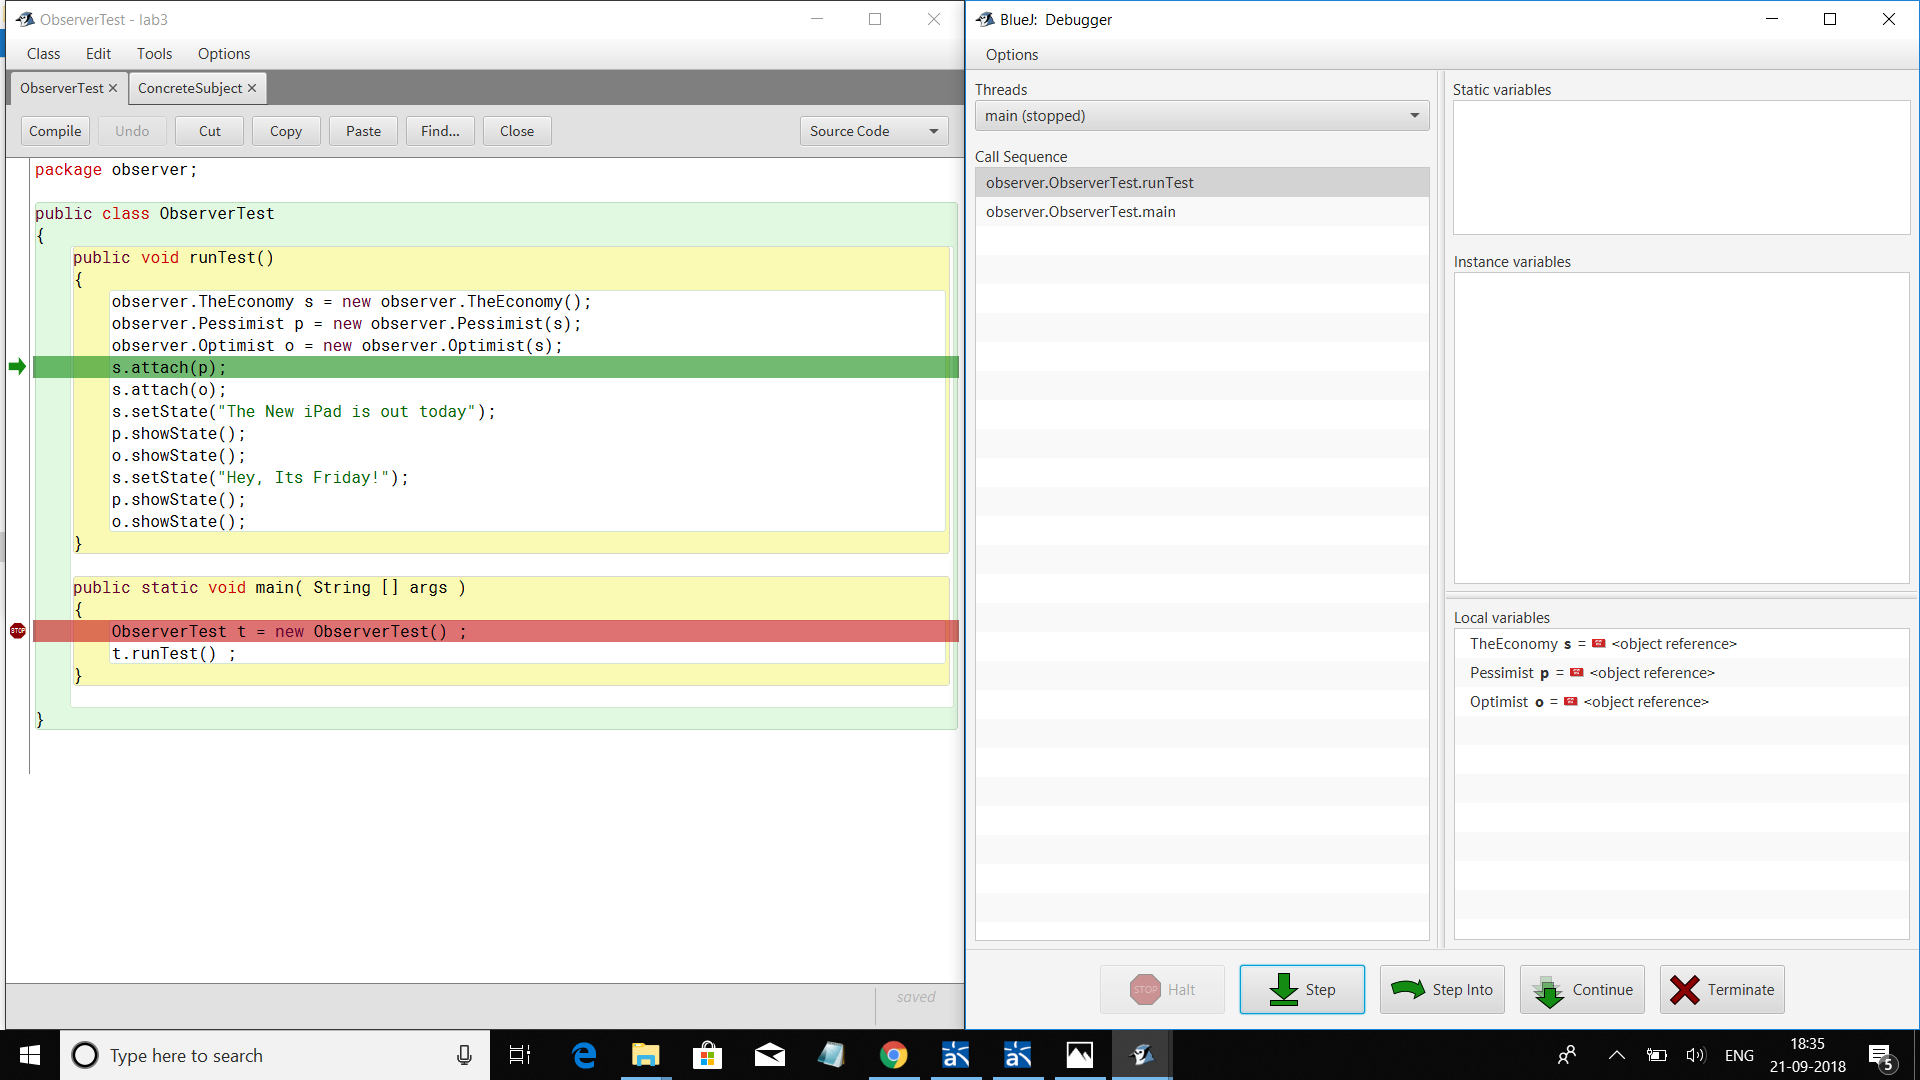 ObserverTest - lab3
Class Edit Tools Options
ObserverTest × ConcreteSubject ×
Compile Undo Cut Copy Paste Find... Close Source Code
package observer;
public class ObserverTest
{
public void runTest()
{
observer.TheEconomy s = new observer.TheEconomy();
observer.Pessimist p = new observer.Pessimist(s);
observer.Optimist o = new observer.Optimist(s);
s.attach(p);
s.attach(o);
s.setState("The New iPad is out today");
p.showState();
o.showState();
s.setState("Hey, Its Friday!");
p.showState();
o.showState();
}
public static void main( String [] args )
{
STOP
ObserverTest t = new ObserverTest() ;
t.runTest() ;
}
}
saved
BlueJ: Debugger
Options
Threads
main (stopped)
Call Sequence
observer.ObserverTest.runTest
observer.ObserverTest.main
Static variables
Instance variables
Local variables
TheEconomy s = <object reference>
Pessimist p = <object reference>
Optimist o = <object reference>
STOP Halt Step Step Into Continue Terminate
Type here to search
ENG
18:35
21-09-2018
5